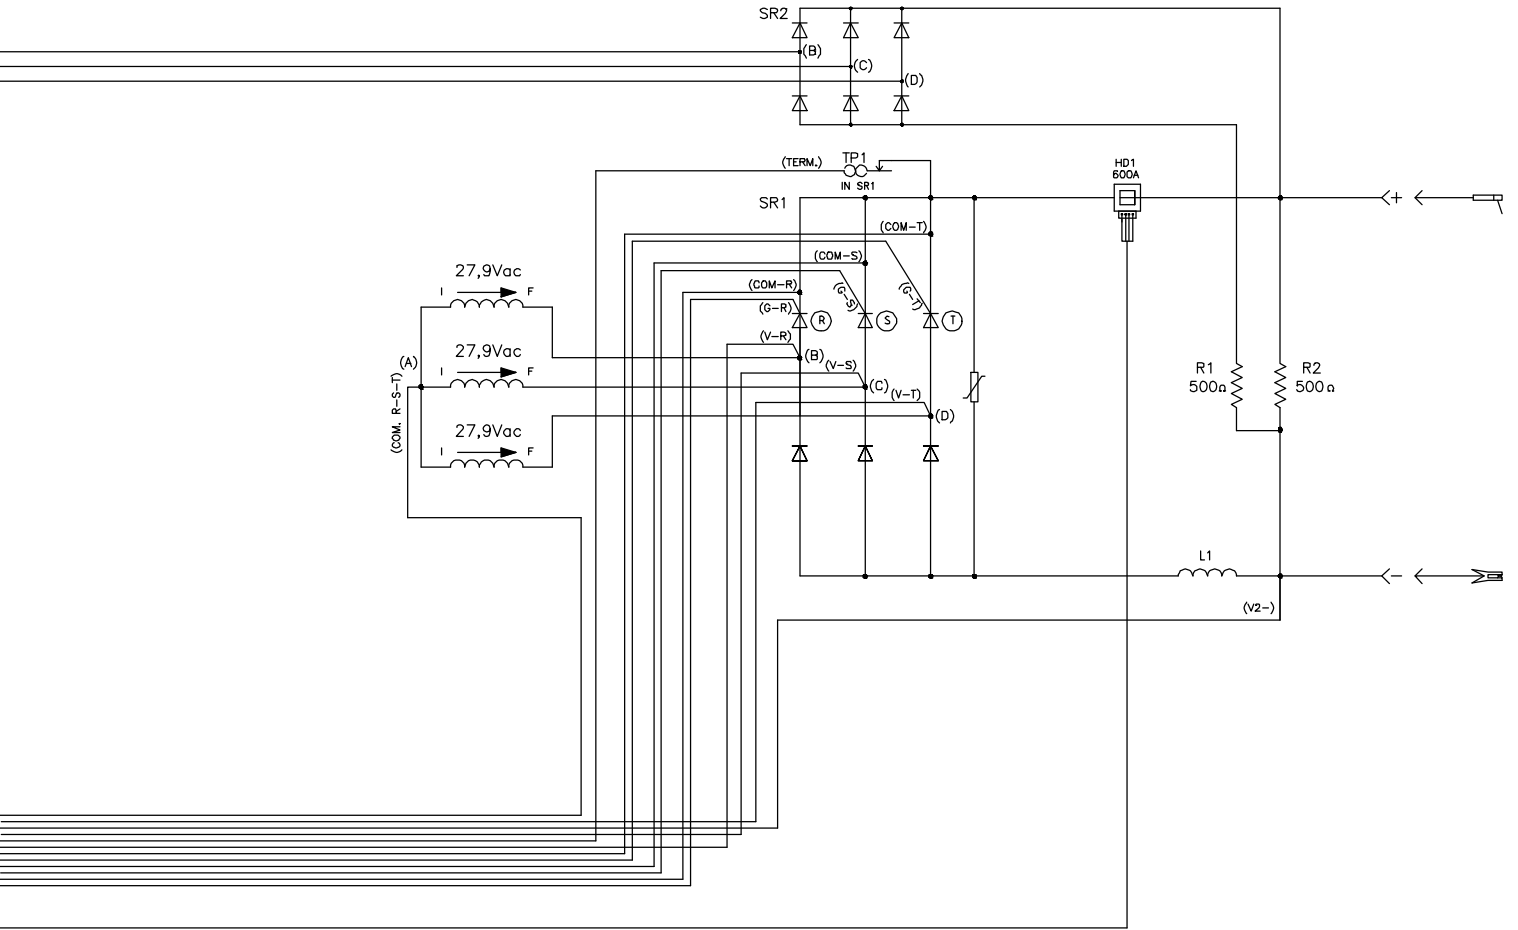 SR2
(B)
(C)
(D)
(TERM.)
TP1
IN SR1
HD1
600A
SR1
+
(COM-T)
(COM-S)
(COM-R)
(G-R)
(G-S)
(G-T)
R
S
T
27,9Vac
I
F
(V-R)
(B)
(A)
27,9Vac
I
F
(V-S)
(C)
(V-T)
R1
500Ω
R2
500Ω
(COM. R-S-T)
(D)
27,9Vac
I
F
L1
−
(V2-)